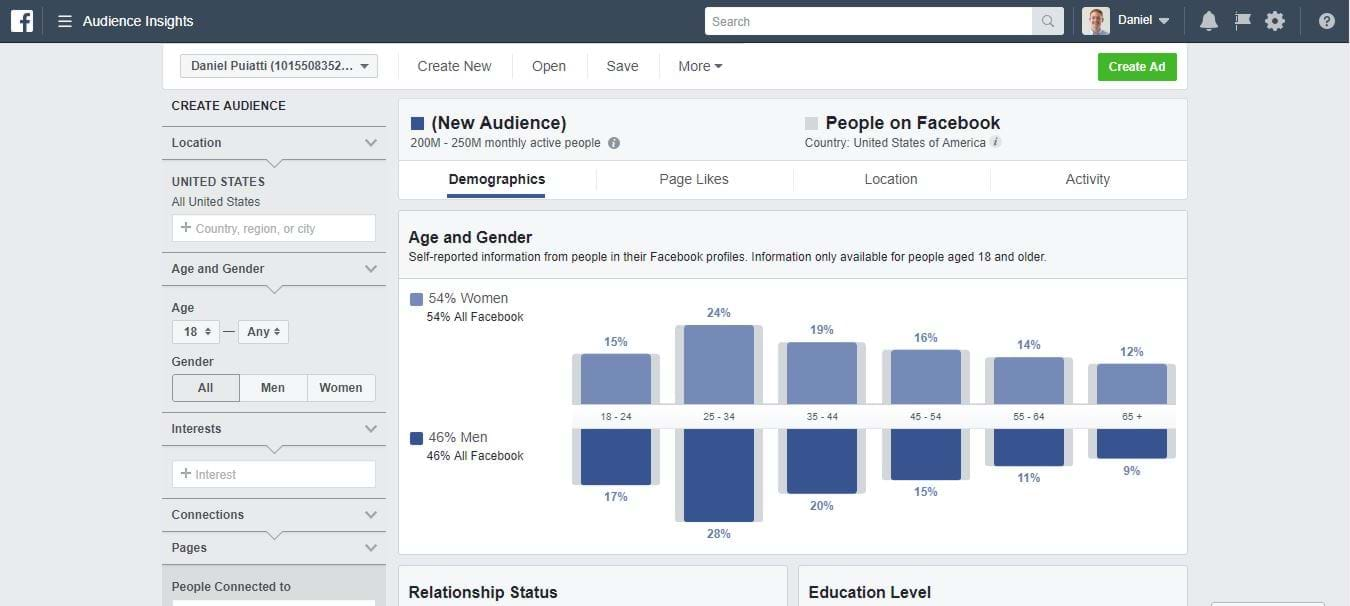 f
Audience Insights
Search
Daniel
?
Daniel Puiatti (1015508352...
Create New
Open
Save
More
Create Ad
CREATE AUDIENCE
Location
UNITED STATES
All United States
+ Country, region, or city
Age and Gender
Age
18 — Any
Gender
All Men Women
Interests
+ Interest
Connections
Pages
People Connected to
(New Audience)
200M - 250M monthly active people i
People on Facebook
Country: United States of America i
Demographics
Page Likes
Location
Activity
Age and Gender
Self-reported information from people in their Facebook profiles. Information only available for people aged 18 and older.
54% Women
54% All Facebook
15% 24% 19% 16% 14% 12%
18 - 24 25 - 34 35 - 44 45 - 54 55 - 64 65 +
46% Men
46% All Facebook
17% 28% 20% 15% 11% 9%
Relationship Status
Education Level